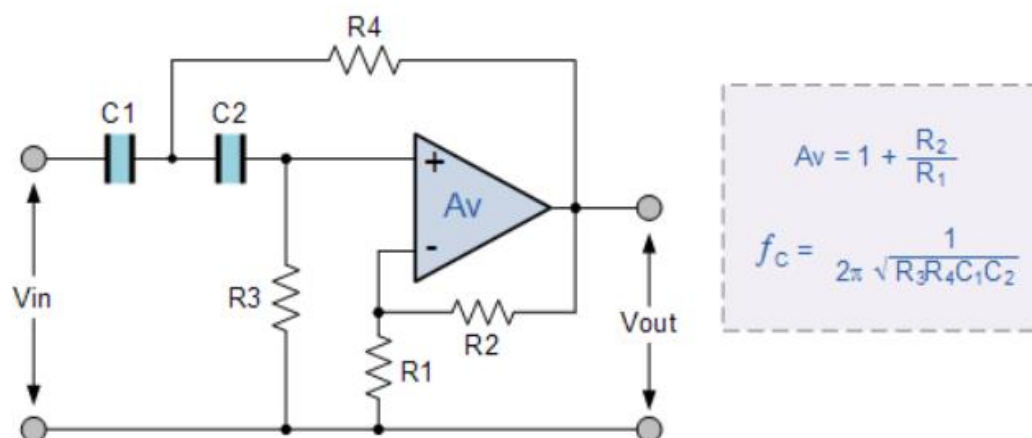 R4
C1
C2
+
Av
-
R3
Vin
R2
R1
Vout
Av = 1 + R2/R1
fC = 1/2π √R3R4C1C2